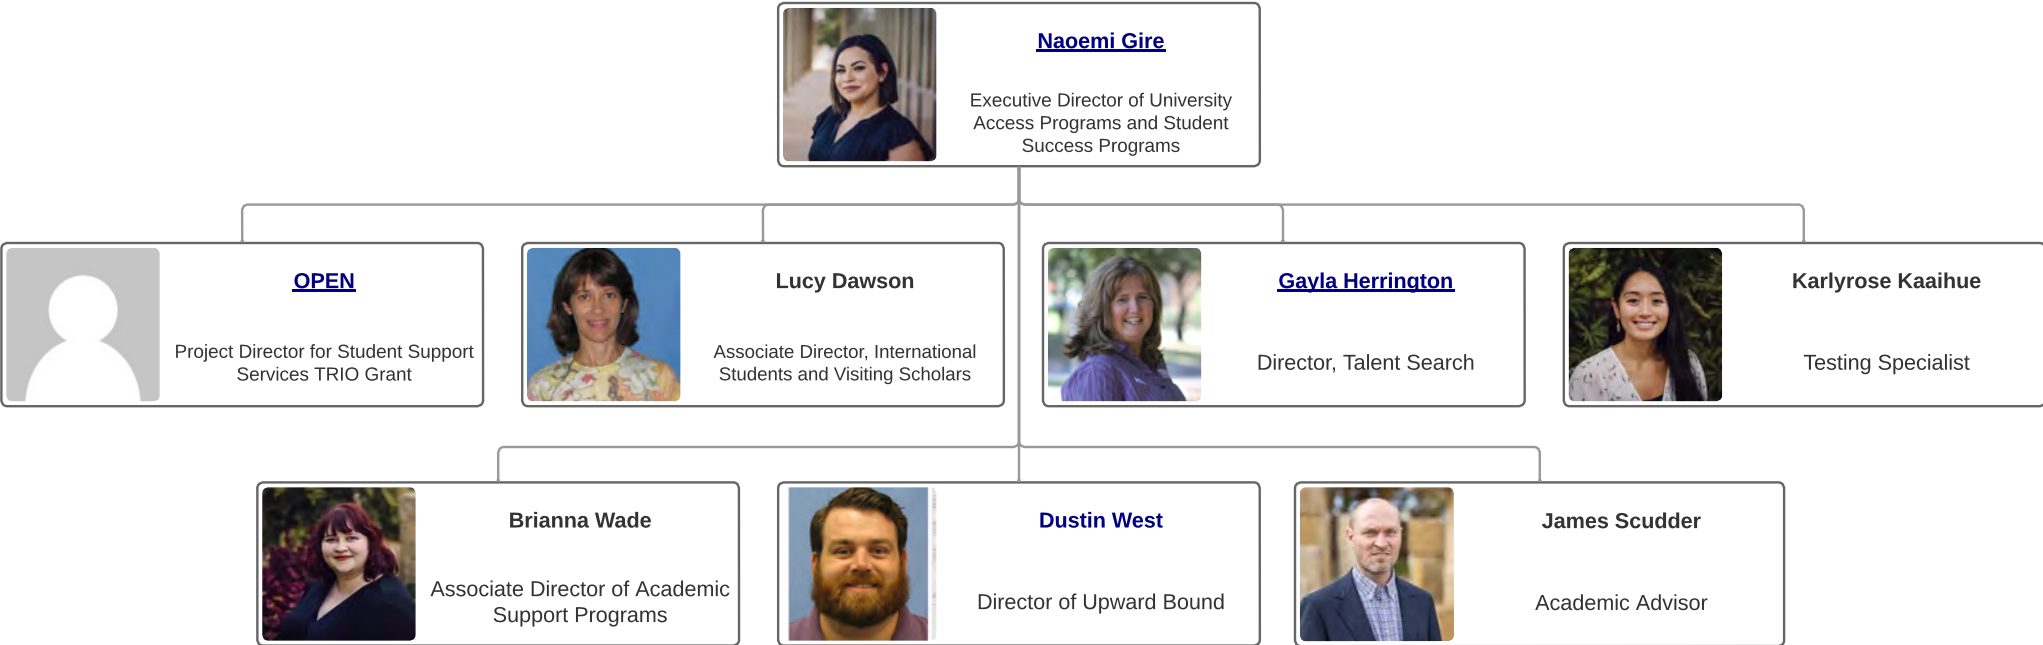 Naoemi Gire
Executive Director of University
Access Programs and Student
Success Programs
OPEN
Project Director for Student Support
Services TRIO Grant
Lucy Dawson
Associate Director, International
Students and Visiting Scholars
Gayla Herrington
Director, Talent Search
Karlyrose Kaaihue
Testing Specialist
Brianna Wade
Associate Director of Academic
Support Programs
Dustin West
Director of Upward Bound
James Scudder
Academic Advisor